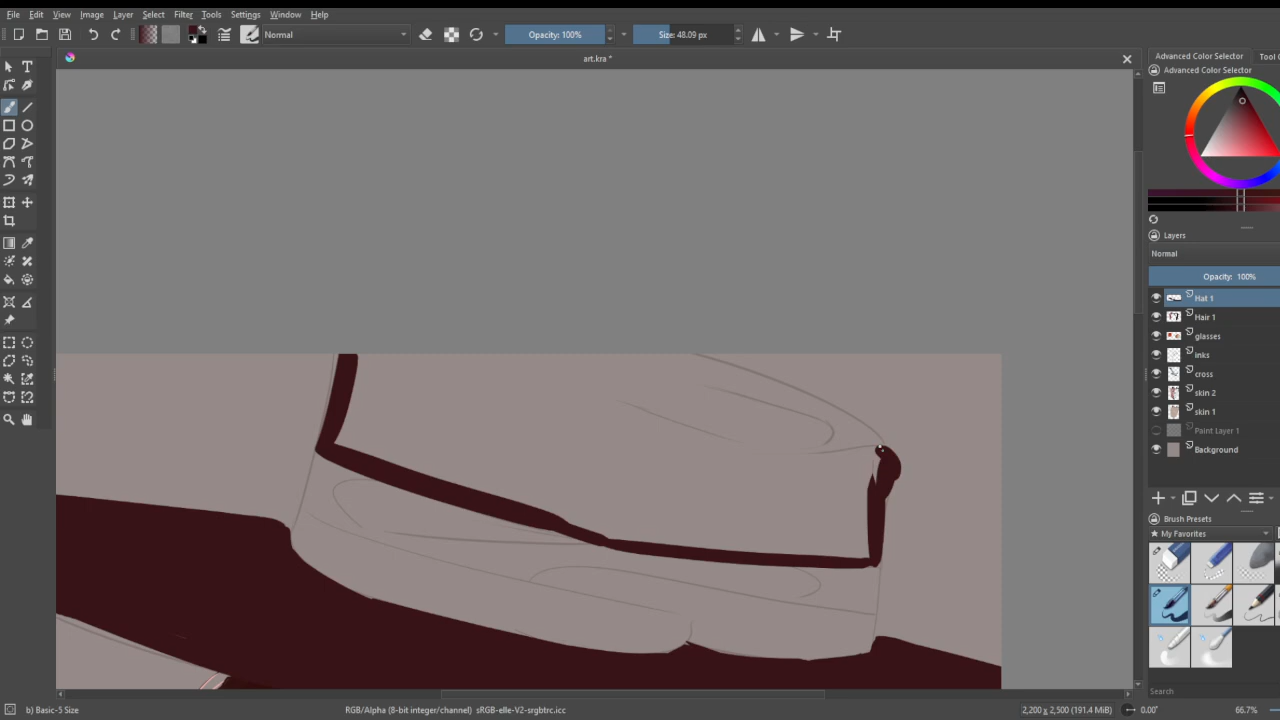 File Edit View Image Layer Select Filter Tools Settings Window Help
Normal Opacity: 100% Size: 48.09 px
art.kra *
Advanced Color Selector Tool
Advanced Color Selector
Layers
Normal
Opacity: 100%
Hat 1
Hair 1
glasses
inks
cross
skin 2
skin 1
Paint Layer 1
Background
Brush Presets
My Favorites
Search
b) Basic-5 Size RGB/Alpha (8-bit integer/channel) sRGB-elle-V2-srgbtrc.icc 2,200 x 2,500 (191.4 MiB) 0.00° 66.7%